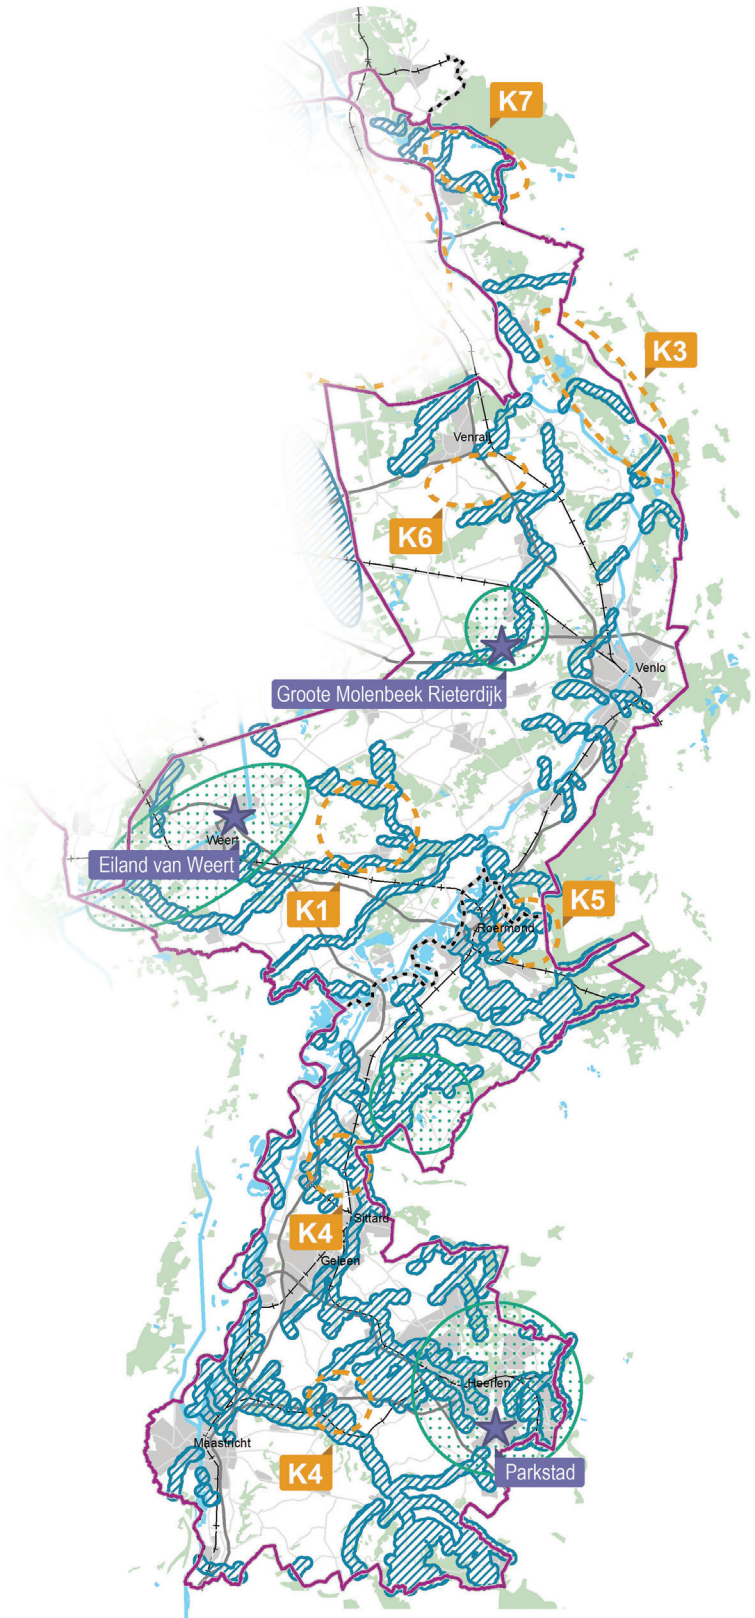 K7
K3
Venray
K6
Venlo
Groote Molenbeek Rieterdijk
Weert
Eiland van Weert
K1
K5
Roermond
K4
Sittard
Geleen
Heerlen
Maastricht
K4
Parkstad